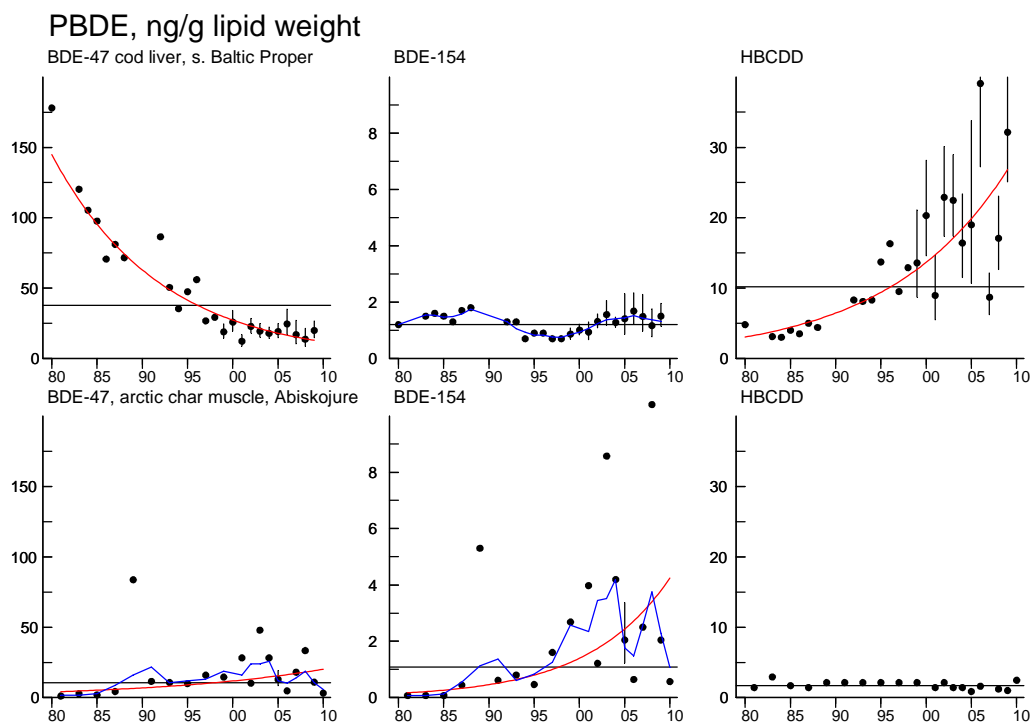 PBDE, ng/g lipid weight
BDE-47 cod liver, s. Baltic Proper BDE-154 HBCDD
150 8 30
100 6 20
50 4 10
0 2 0
0
80 85 90 95 00 05 10 80 85 90 95 00 05 10 80 85 90 95 00 05 10
BDE-47, arctic char muscle, Abiskojure BDE-154 HBCDD
150 8 30
100 6 20
50 4 10
0 2 0
0
80 85 90 95 00 05 10 80 85 90 95 00 05 10 80 85 90 95 00 05 10